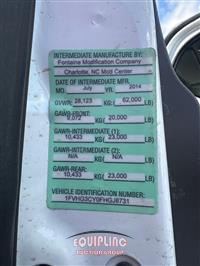 INTERMEDIATE MANUFACTURE BY:
Fontaine Modification Company
Charlotte, NC Mod Center
DATE OF INTERMEDIATE MFR.
MO. July YR. 2014
GVWR: 28,123 KG( 62,000 LB)
GAWR-FRONT:
9,072 KG( 20,000 LB)
GAWR-INTERMEDIATE (1):
10,433 KG( 23,000 LB)
GAWR-INTERMEDIATE (2):
N/A KG( N/A LB)
GAWR-REAR:
10,433 KG( 23,000 LB)
VEHICLE IDENTIFICATION NUMBER:
1FVHG3CY0FHGJ8731
EQUIPLINC
AUCTION GROUP